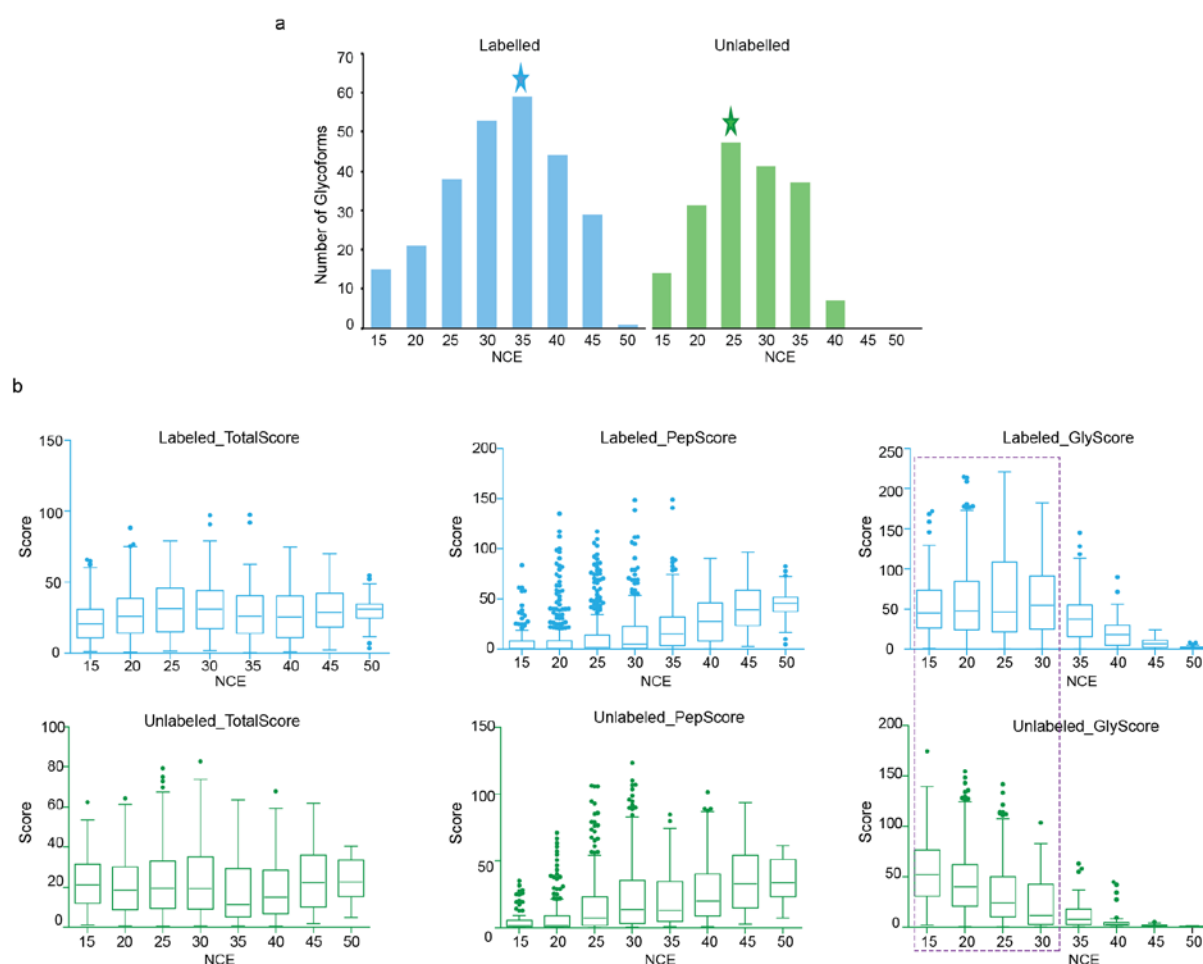 a
Labelled
Unlabelled
70
60
50
40
30
20
10
0
Number of Glycoforms
15 20 25 30 35 40 45 50
NCE
15 20 25 30 35 40 45 50
NCE
b
Labeled_TotalScore
150
100
50
0
Score
15 20 25 30 35 40 45 50
NCE
Labeled_PepScore
200
150
100
50
0
Score
15 20 25 30 35 40 45 50
NCE
Labeled_GlyScore
250
200
150
100
50
0
Score
15 20 25 30 35 40 45 50
NCE
Unlabeled_TotalScore
100
80
60
40
20
0
Score
15 20 25 30 35 40 45 50
NCE
Unlabeled_PepScore
150
100
50
0
Score
15 20 25 30 35 40 45 50
NCE
Unlabeled_GlyScore
200
150
100
50
0
Score
15 20 25 30 35 40 45 50
NCE